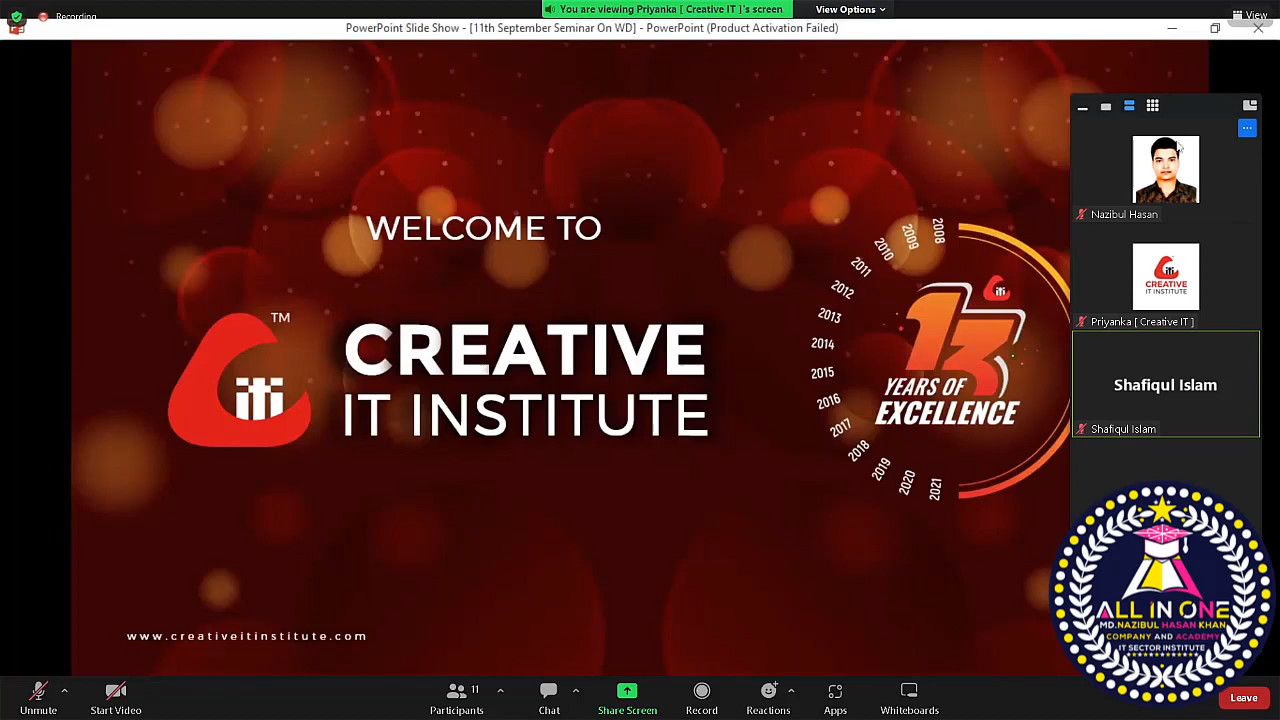 Recording
You are viewing Priyanka [ Creative IT ]'s screen
View Options
View
PowerPoint Slide Show - [11th September Seminar On WD] - PowerPoint (Product Activation Failed)
WELCOME TO
TM
CREATIVE
IT INSTITUTE
iti
2008
2009
2010
2011
2012
2013
2014
2015
2016
2017
2018
2019
2020
2021
iti
13
YEARS OF
EXCELLENCE
www.creativeitinstitute.com
Nazibul Hasan
iti
CREATIVE
IT INSTITUTE
Priyanka [ Creative IT ]
Shafiqul Islam
Shafiqul Islam
ALL IN ONE
MD.NAZIBUL HASAN KHAN
COMPANY AND ACADEMY
IT SECTOR INSTITUTE
Unmute
Start Video
11
Participants
Chat
Share Screen
Record
Reactions
Apps
Whiteboards
Leave